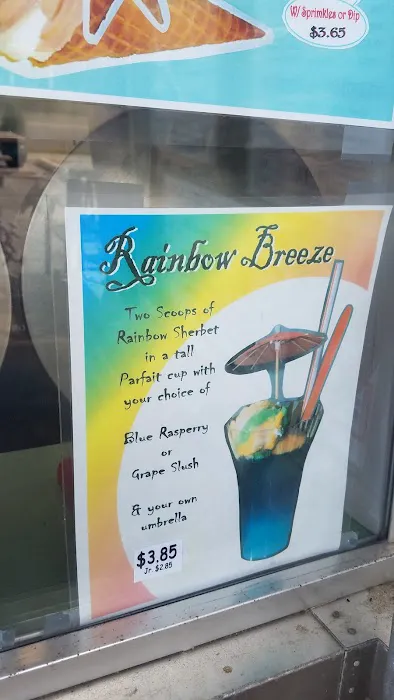 W/ Sprinkles or Dip
$3.65
Rainbow Breeze
Two Scoops of
Rainbow Sherbet
in a tall
Parfait cup with
your choice of
Blue Rasperry
or
Grape Slush
& your own
umbrella
$3.85
Jr. $2.85